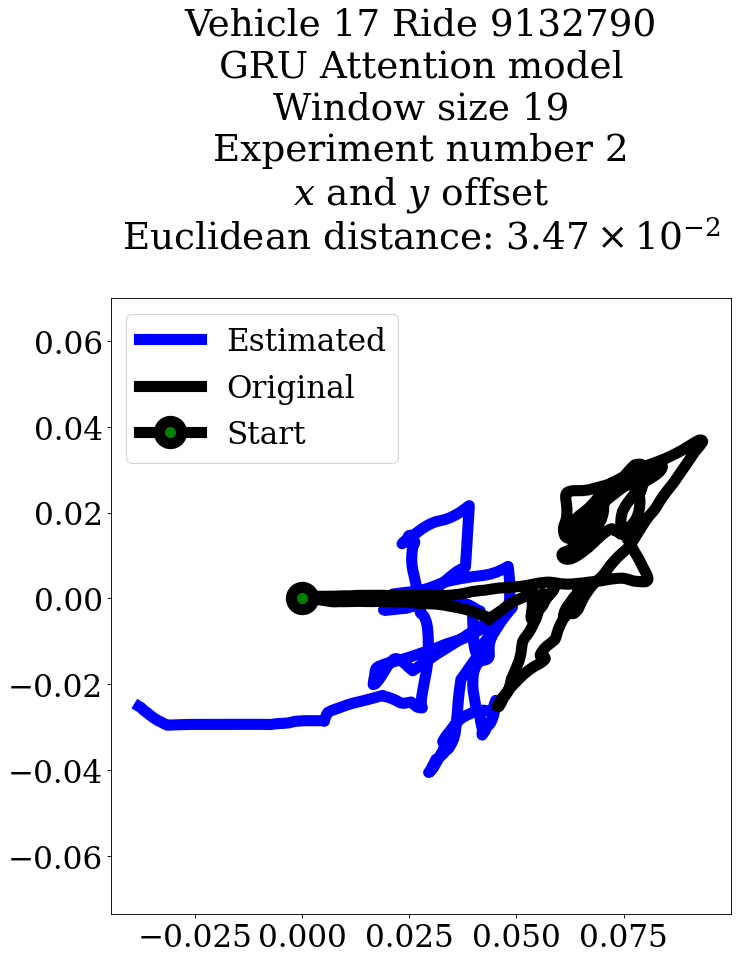 Vehicle 17 Ride 9132790
GRU Attention model
Window size 19
Experiment number 2
x and y offset
Euclidean distance: 3.47 × 10⁻²
Estimated
Original
Start
0.06
0.04
0.02
0.00
−0.02
−0.04
−0.06
−0.025 0.000 0.025 0.050 0.075